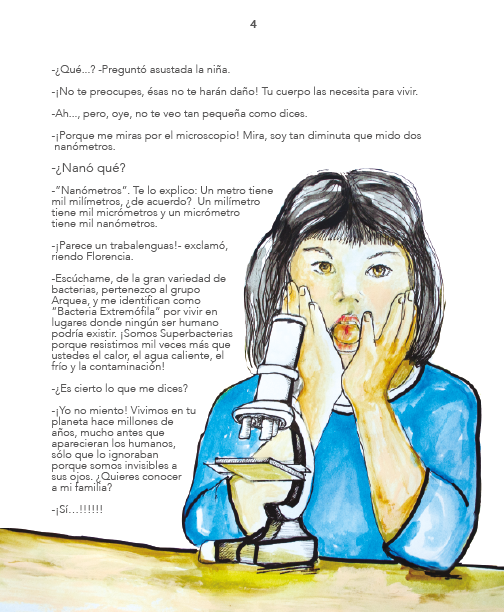 4
-¿Qué...? -Preguntó asustada la niña.
-¡No te preocupes, ésas no te harán daño! Tu cuerpo las necesita para vivir.
-Ah..., pero, oye, no te veo tan pequeña como dices.
-¡Porque me miras por el microscopio! Mira, soy tan diminuta que mido dos
nanómetros.
-¿Nanó qué?
-"Nanómetros". Te lo explico: Un metro tiene
mil milímetros, ¿de acuerdo? Un milímetro
tiene mil micrómetros y un micrómetro
tiene mil nanómetros.
-¡Parece un trabalenguas!- exclamó,
riendo Florencia.
-Escúchame, de la gran variedad de
bacterias, pertenezco al grupo
Arquea, y me identifican como
"Bacteria Extremófila" por vivir en
lugares donde ningún ser humano
podría existir. ¡Somos Superbacterias
porque resistimos mil veces más que
ustedes el calor, el agua caliente, el
frío y la contaminación!
-¿Es cierto lo que me dices?
-¡Yo no miento! Vivimos en tu
planeta hace millones de
años, mucho antes que
aparecieran los humanos,
sólo que lo ignoraban
porque somos invisibles a
sus ojos. ¿Quieres conocer
a mi familia?
-¡Sí...!!!!!!